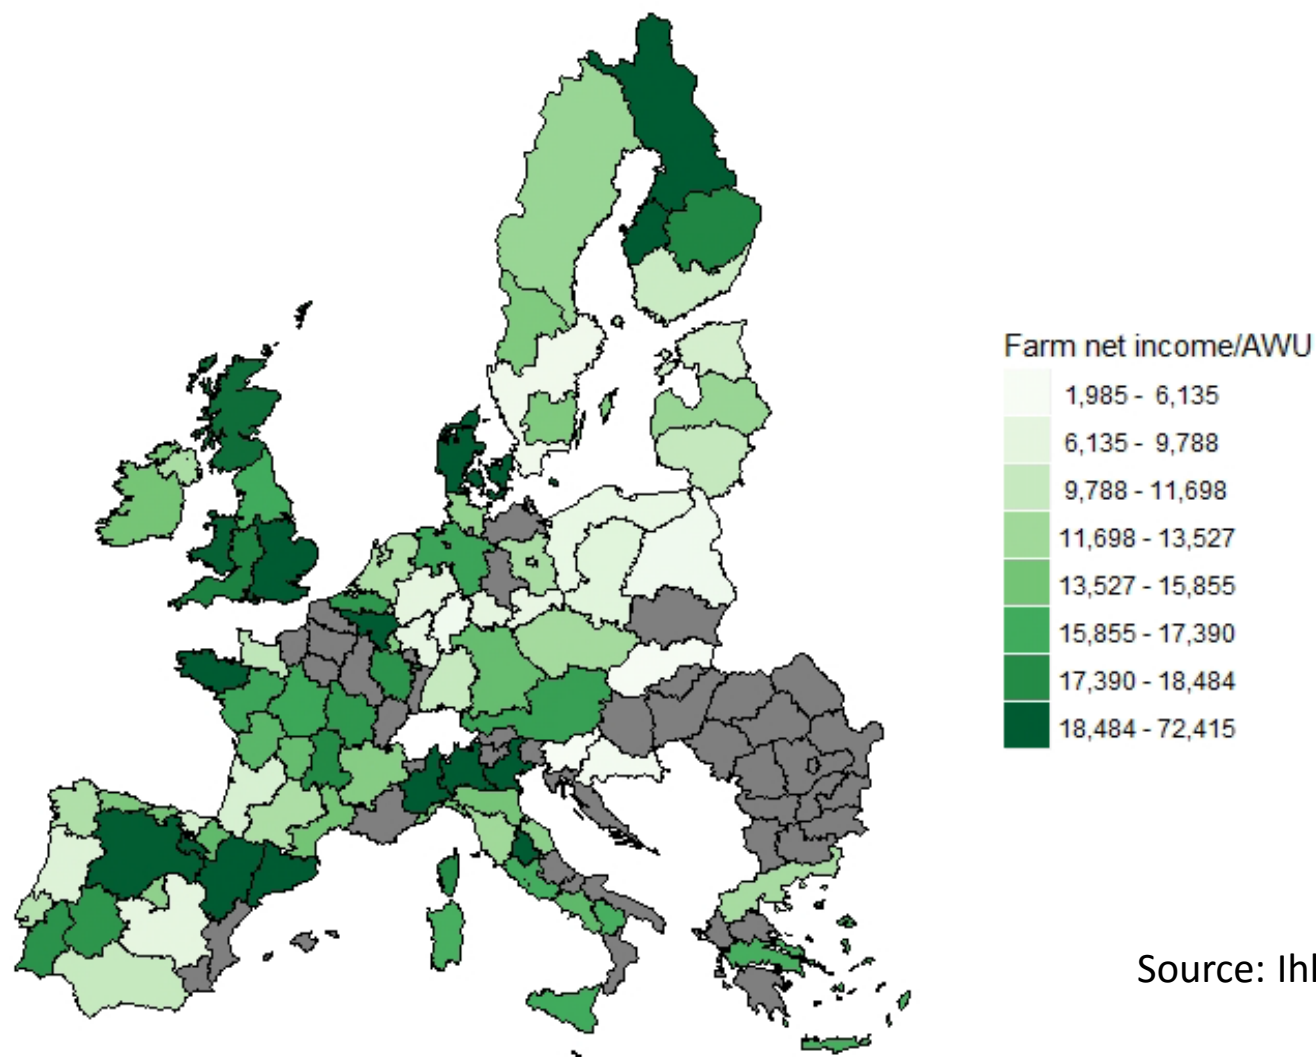 Farm net income/AWU
1,985 - 6,135
6,135 - 9,788
9,788 - 11,698
11,698 - 13,527
13,527 - 15,855
15,855 - 17,390
17,390 - 18,484
18,484 - 72,415
Source: